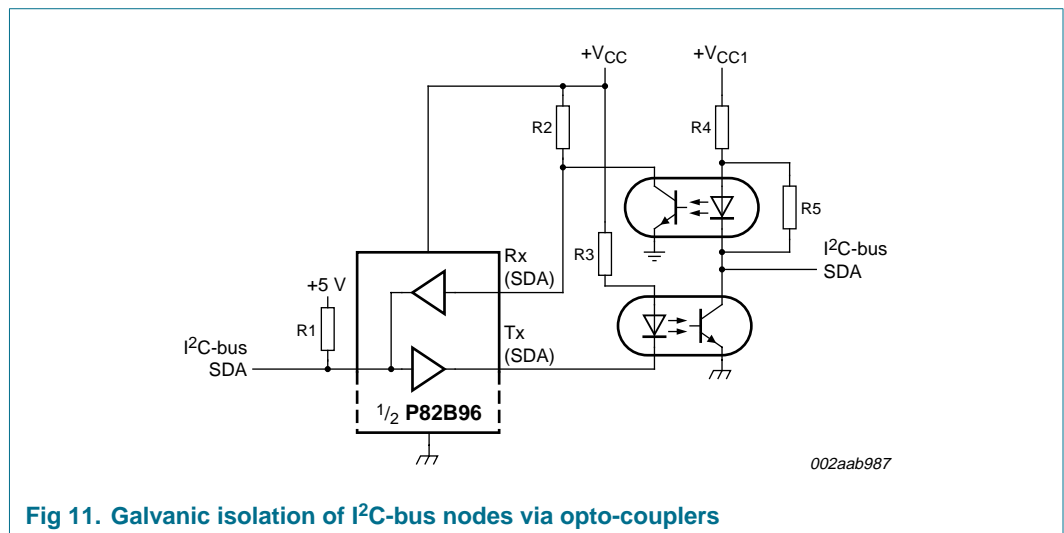 +VCC
+VCC1
R2
R4
R5
R3
I2C-bus
SDA
Rx
(SDA)
+5 V
R1
Tx
(SDA)
I2C-bus
SDA
1/2 P82B96
002aab987
Fig 11. Galvanic isolation of I2C-bus nodes via opto-couplers